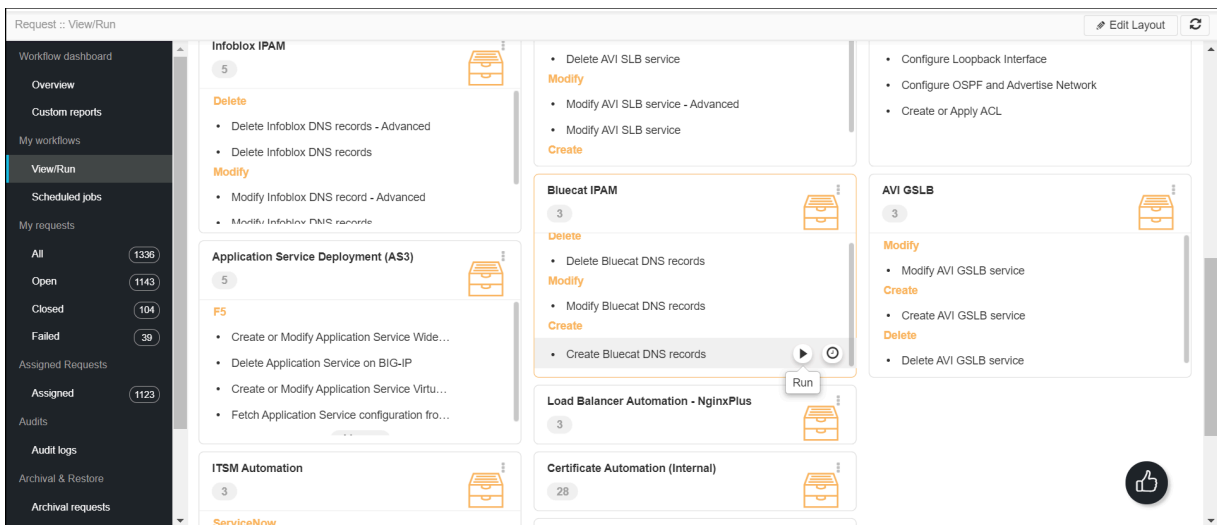 Request :: View/Run
Edit Layout
Workflow dashboard
Overview
Custom reports
My workflows
View/Run
Scheduled jobs
My requests
All 1336
Open 1143
Closed 104
Failed 39
Assigned Requests
Assigned 1123
Audits
Audit logs
Archival & Restore
Archival requests
Infoblox IPAM
5
Delete
• Delete Infoblox DNS records - Advanced
• Delete Infoblox DNS records
Modify
• Modify Infoblox DNS record - Advanced
• Modify Infoblox DNS records
Application Service Deployment (AS3)
5
F5
• Create or Modify Application Service Wide…
• Delete Application Service on BIG-IP
• Create or Modify Application Service Virtu…
• Fetch Application Service configuration fro…
ITSM Automation
3
ServiceNow
• Delete AVI SLB service
Modify
• Modify AVI SLB service - Advanced
• Modify AVI SLB service
Create
Bluecat IPAM
3
Delete
• Delete Bluecat DNS records
Modify
• Modify Bluecat DNS records
Create
• Create Bluecat DNS records
Run
Load Balancer Automation - NginxPlus
3
Certificate Automation (Internal)
28
• Configure Loopback Interface
• Configure OSPF and Advertise Network
• Create or Apply ACL
AVI GSLB
3
Modify
• Modify AVI GSLB service
Create
• Create AVI GSLB service
Delete
• Delete AVI GSLB service